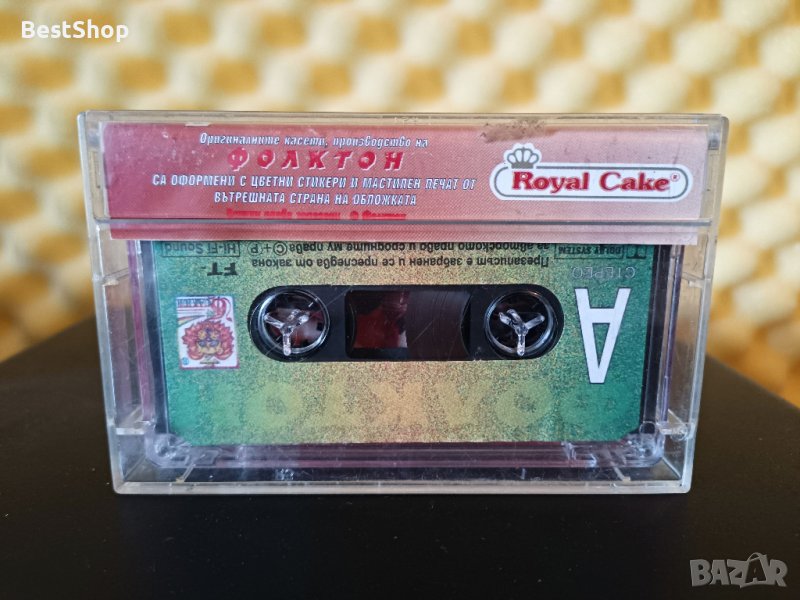 BestShop
Оригиналните касети, производство на
ФОЛКТОН
СА ОФОРМЕНИ С ЦВЕТНИ СТИКЕРИ И МАСТИЛЕН ПЕЧАТ ОТ
ВЪТРЕШНАТА СТРАНА НА ОБЛОЖКАТА
Royal Cake®
Презаписът е забранен и се преследва от закона
за авторското право и сродните му права
C+P
FT
HI-FI Sound
SYSTEM
СТЕРЕО
A
BAZAR